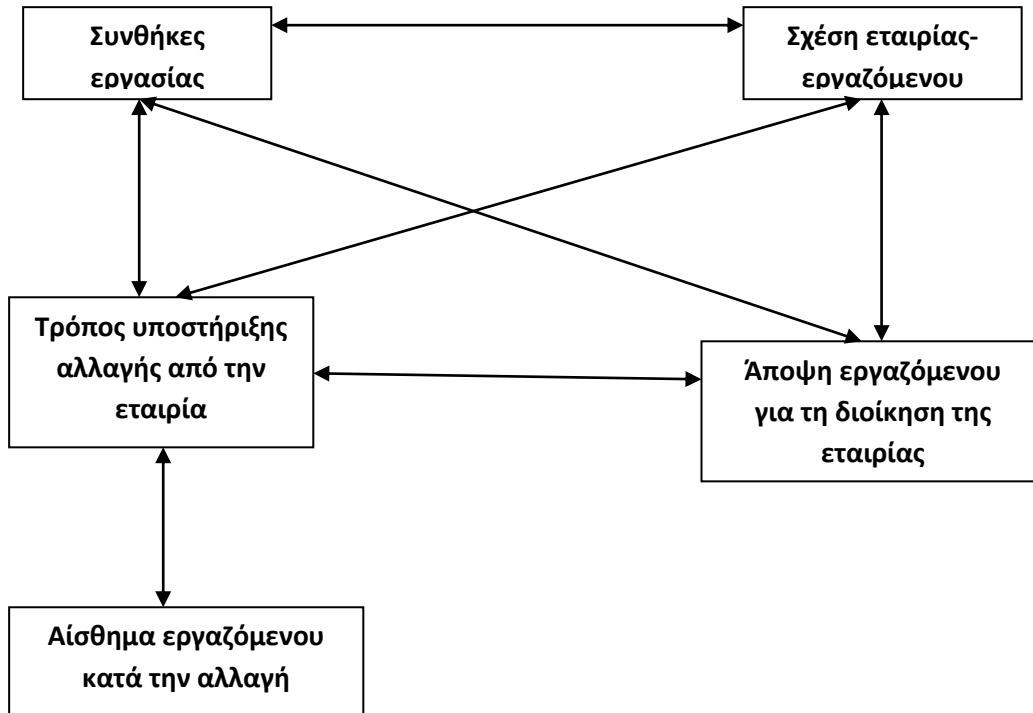 Συνθήκες
εργασίας
Σχέση εταιρίας-
εργαζόμενου
Τρόπος υποστήριξης
αλλαγής από την
εταιρία
Άποψη εργαζόμενου
για τη διοίκηση της
εταιρίας
Αίσθημα εργαζόμενου
κατά την αλλαγή